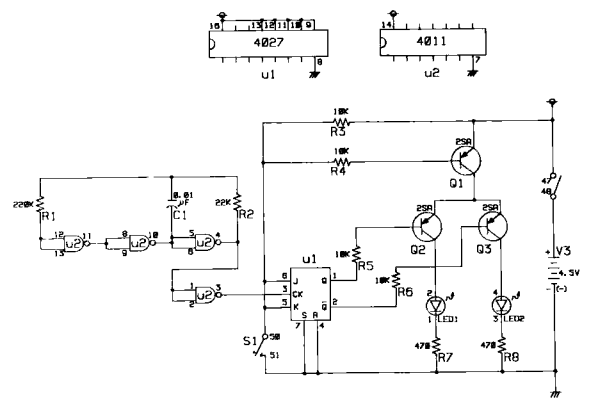 16 13 12 11 10 9
4027
8
u1
14
4011
7
u2
10K
R3
10K
R4
2SA
Q1
47
48
0.01
µF
C1
220K
R1
22K
R2
12
13
u2
11
8
9
u2
10
5
6
u2
4
1
2
u2
3
2SA
Q2
2SA
Q3
V3
4.5V
(-)
u1
10K
R5
10K
R6
6 J Q 1
3 CK
5 K Q 2
S R
7 4
2
1 LED1
4
3 LED2
S1
50
51
470
R7
470
R8